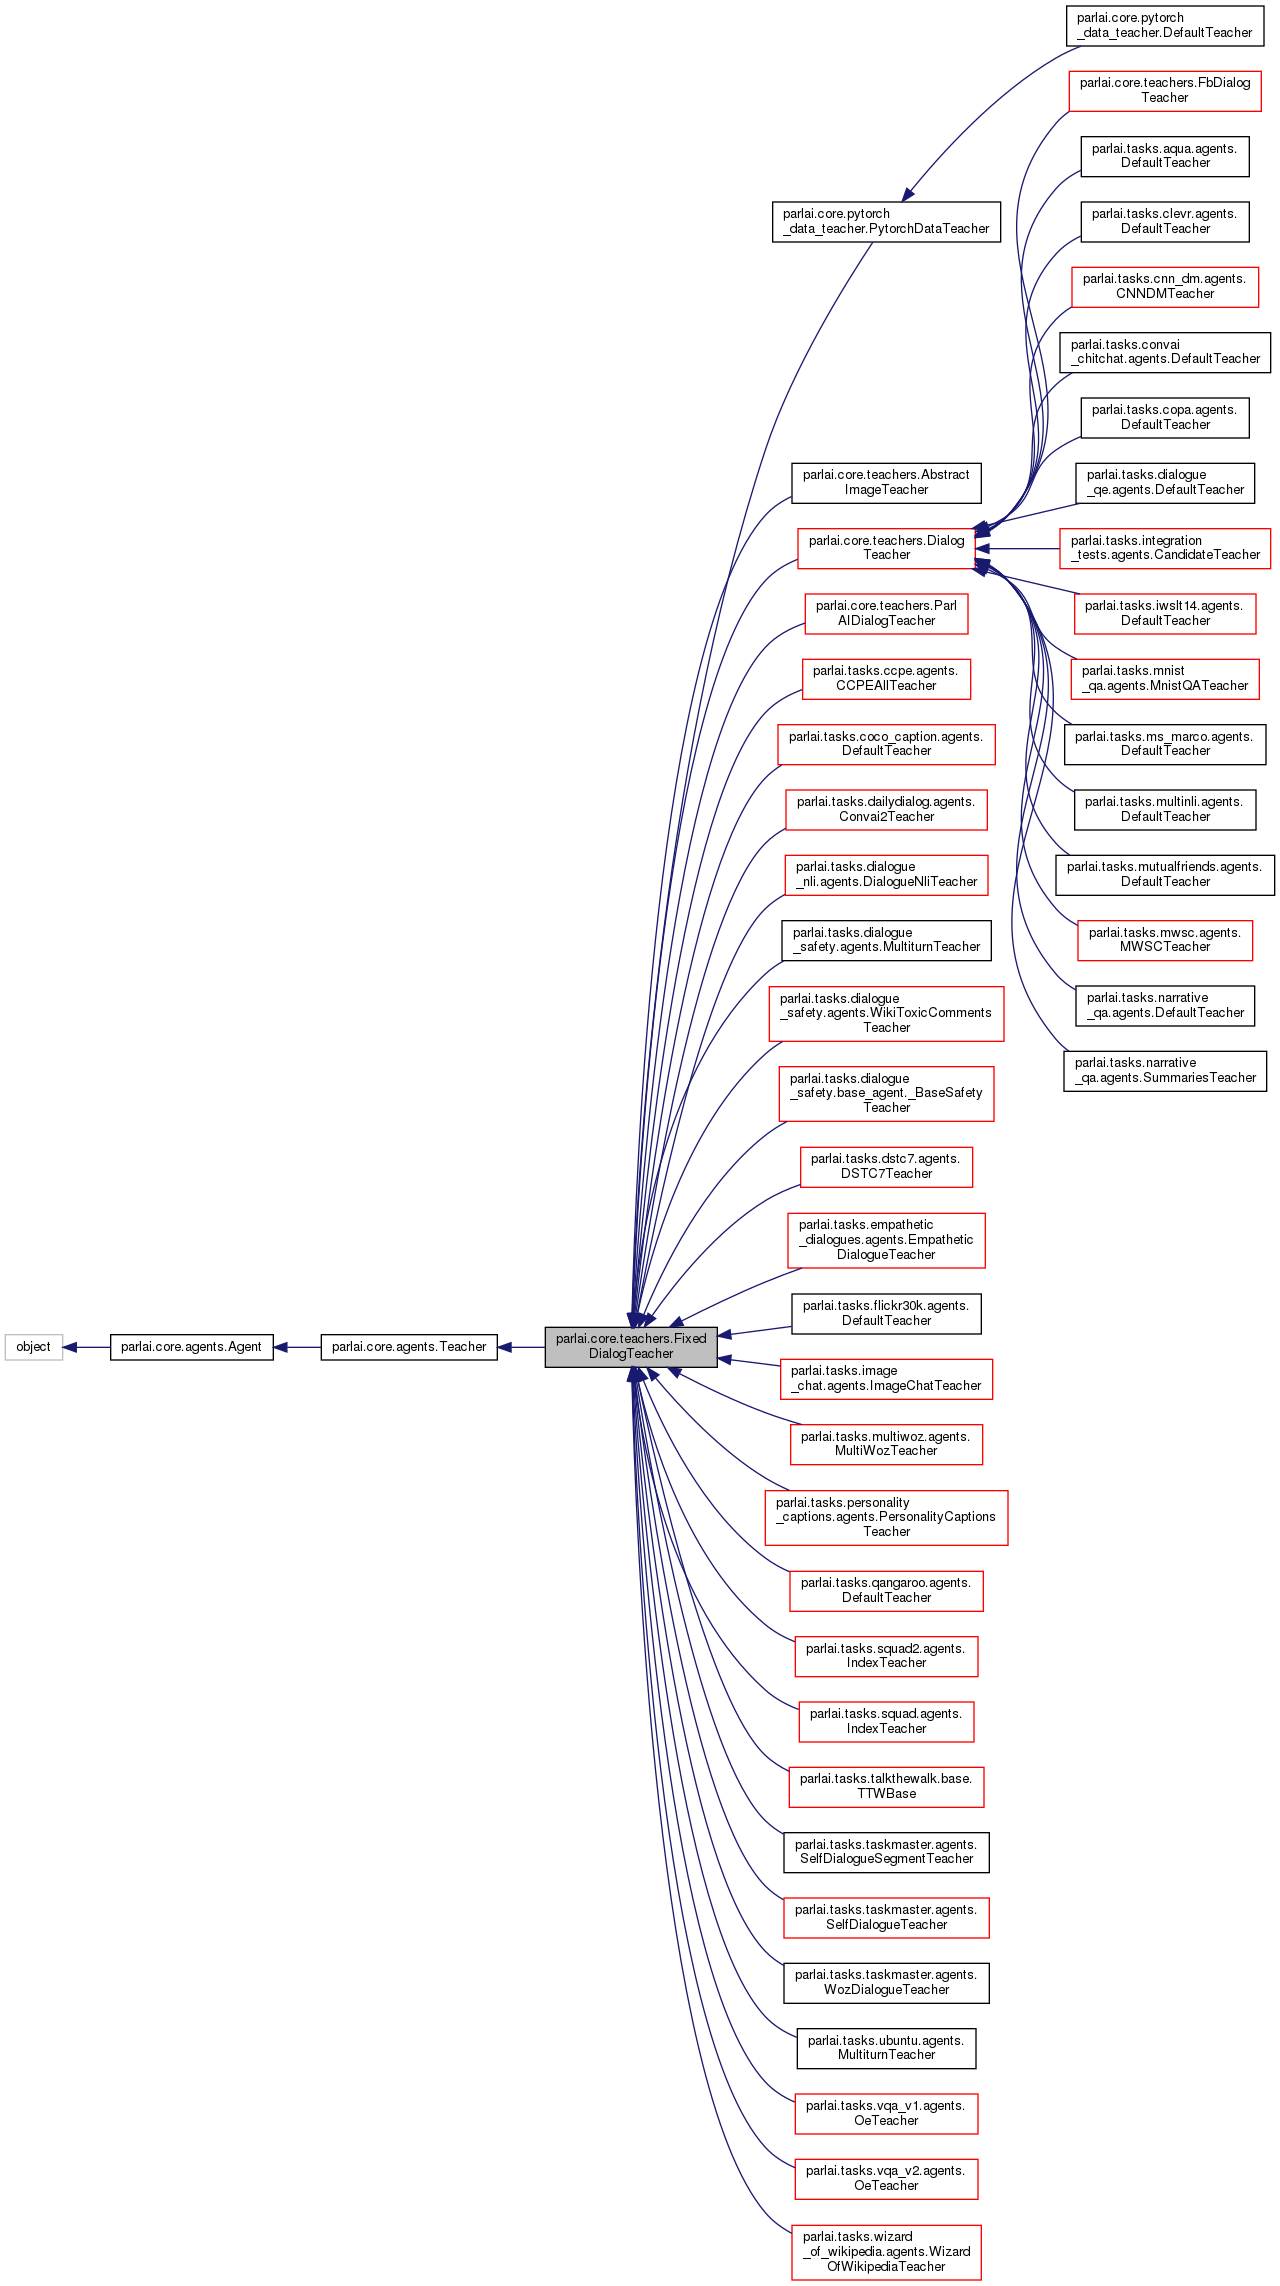 object
parlai.core.agents.Agent
parlai.core.agents.Teacher
parlai.core.teachers.Fixed
DialogTeacher
parlai.core.pytorch
_data_teacher.PytorchDataTeacher
parlai.core.teachers.Abstract
ImageTeacher
parlai.core.teachers.Dialog
Teacher
parlai.core.teachers.Parl
AIDialogTeacher
parlai.tasks.ccpe.agents.
CCPEAllTeacher
parlai.tasks.coco_caption.agents.
DefaultTeacher
parlai.tasks.dailydialog.agents.
Convai2Teacher
parlai.tasks.dialogue
_nli.agents.DialogueNliTeacher
parlai.tasks.dialogue
_safety.agents.MultiturnTeacher
parlai.tasks.dialogue
_safety.agents.WikiToxicComments
Teacher
parlai.tasks.dialogue
_safety.base_agent._BaseSafety
Teacher
parlai.tasks.dstc7.agents.
DSTC7Teacher
parlai.tasks.empathetic
_dialogues.agents.Empathetic
DialogueTeacher
parlai.tasks.flickr30k.agents.
DefaultTeacher
parlai.tasks.image
_chat.agents.ImageChatTeacher
parlai.tasks.multiwoz.agents.
MultiWozTeacher
parlai.tasks.personality
_captions.agents.PersonalityCaptions
Teacher
parlai.tasks.qangaroo.agents.
DefaultTeacher
parlai.tasks.squad2.agents.
IndexTeacher
parlai.tasks.squad.agents.
IndexTeacher
parlai.tasks.talkthewalk.base.
TTWBase
parlai.tasks.taskmaster.agents.
SelfDialogueSegmentTeacher
parlai.tasks.taskmaster.agents.
SelfDialogueTeacher
parlai.tasks.taskmaster.agents.
WozDialogueTeacher
parlai.tasks.ubuntu.agents.
MultiturnTeacher
parlai.tasks.vqa_v1.agents.
OeTeacher
parlai.tasks.vqa_v2.agents.
OeTeacher
parlai.tasks.wizard
_of_wikipedia.agents.Wizard
OfWikipediaTeacher
parlai.core.pytorch
_data_teacher.DefaultTeacher
parlai.core.teachers.FbDialog
Teacher
parlai.tasks.aqua.agents.
DefaultTeacher
parlai.tasks.clevr.agents.
DefaultTeacher
parlai.tasks.cnn_dm.agents.
CNNDMTeacher
parlai.tasks.convai
_chitchat.agents.DefaultTeacher
parlai.tasks.copa.agents.
DefaultTeacher
parlai.tasks.dialogue
_qe.agents.DefaultTeacher
parlai.tasks.integration
_tests.agents.CandidateTeacher
parlai.tasks.iwslt14.agents.
DefaultTeacher
parlai.tasks.mnist
_qa.agents.MnistQATeacher
parlai.tasks.ms_marco.agents.
DefaultTeacher
parlai.tasks.multinli.agents.
DefaultTeacher
parlai.tasks.mutualfriends.agents.
DefaultTeacher
parlai.tasks.mwsc.agents.
MWSCTeacher
parlai.tasks.narrative
_qa.agents.DefaultTeacher
parlai.tasks.narrative
_qa.agents.SummariesTeacher